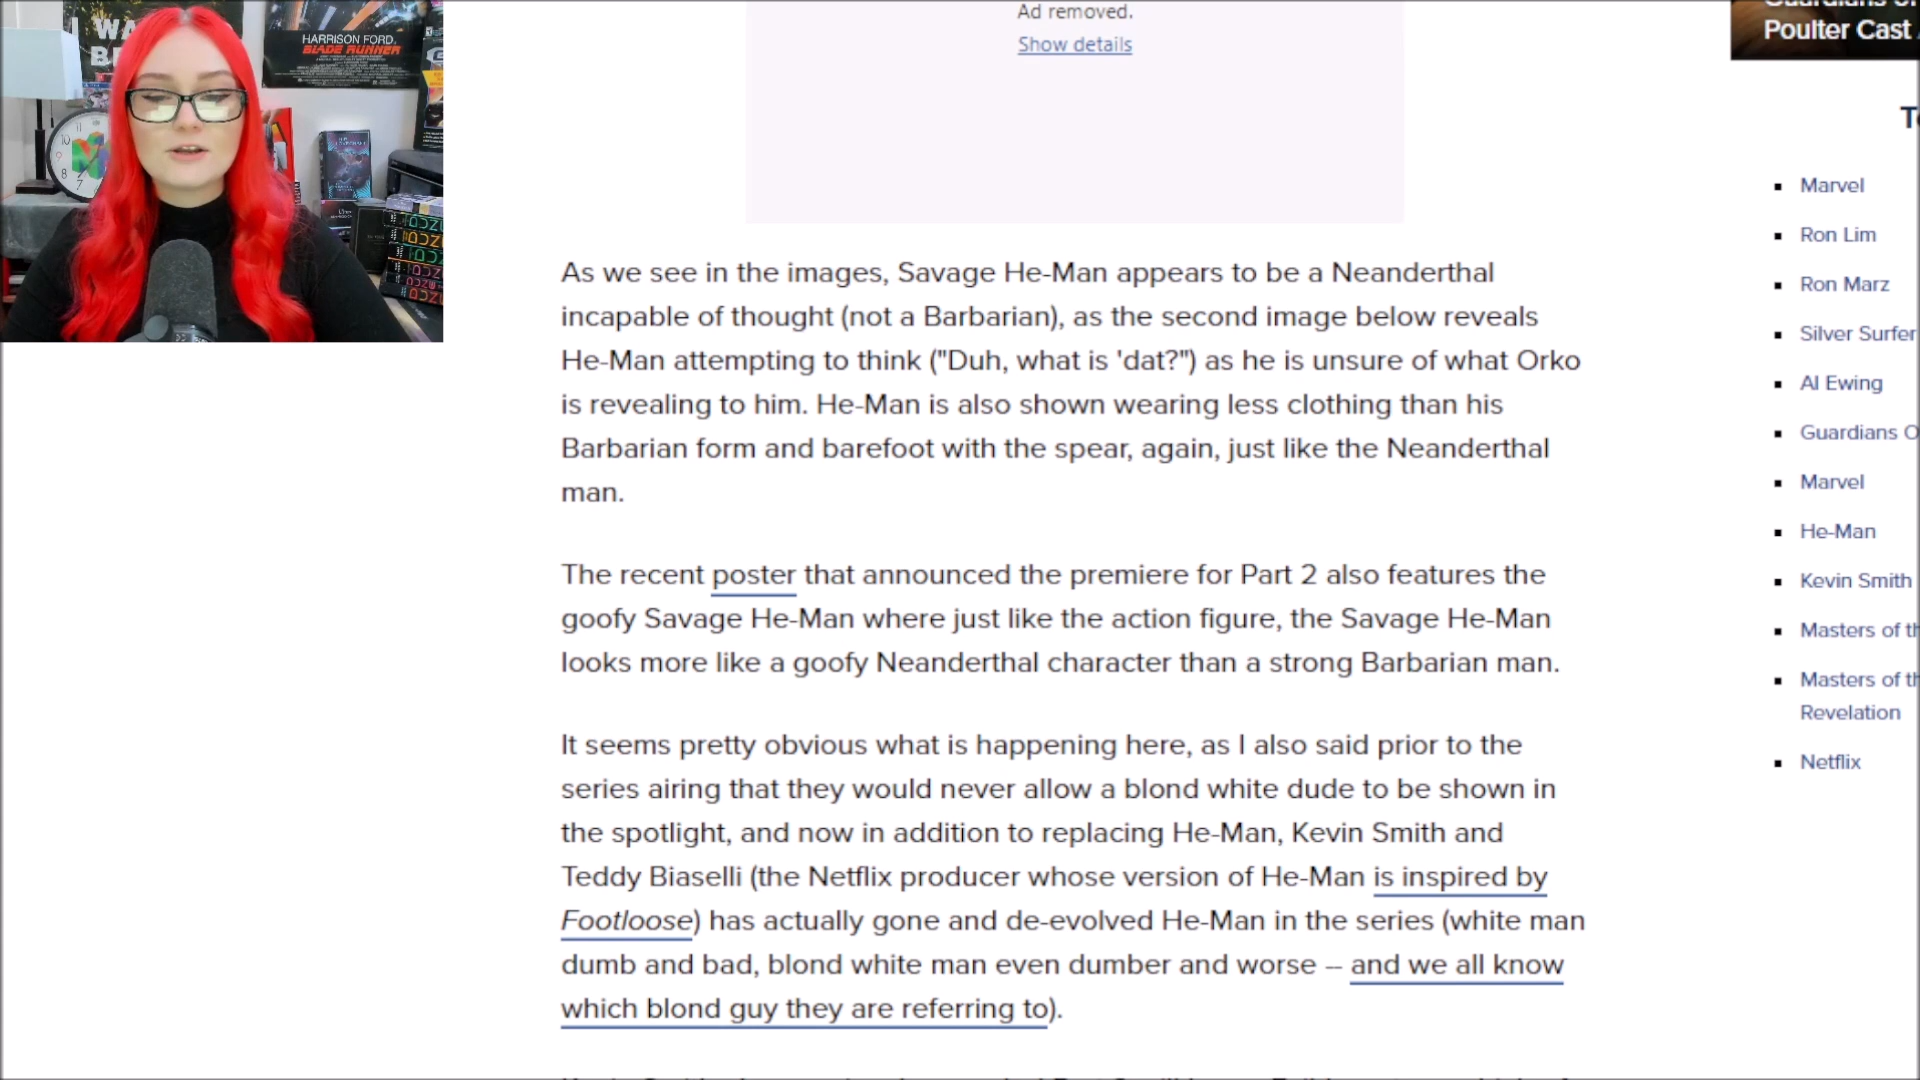 WA
BE
HARRISON FORD
BLADE RUNNER
Ad removed.
Show details
Poulter Cast
As we see in the images, Savage He-Man appears to be a Neanderthal
incapable of thought (not a Barbarian), as the second image below reveals
He-Man attempting to think ("Duh, what is 'dat?") as he is unsure of what Orko
is revealing to him. He-Man is also shown wearing less clothing than his
Barbarian form and barefoot with the spear, again, just like the Neanderthal
man.
The recent poster that announced the premiere for Part 2 also features the
goofy Savage He-Man where just like the action figure, the Savage He-Man
looks more like a goofy Neanderthal character than a strong Barbarian man.
It seems pretty obvious what is happening here, as I also said prior to the
series airing that they would never allow a blond white dude to be shown in
the spotlight, and now in addition to replacing He-Man, Kevin Smith and
Teddy Biaselli (the Netflix producer whose version of He-Man is inspired by
Footloose) has actually gone and de-evolved He-Man in the series (white man
dumb and bad, blond white man even dumber and worse -- and we all know
which blond guy they are referring to).
Marvel
Ron Lim
Ron Marz
Silver Surfer
Al Ewing
Guardians O
Marvel
He-Man
Kevin Smith
Masters of th
Masters of th
Revelation
Netflix